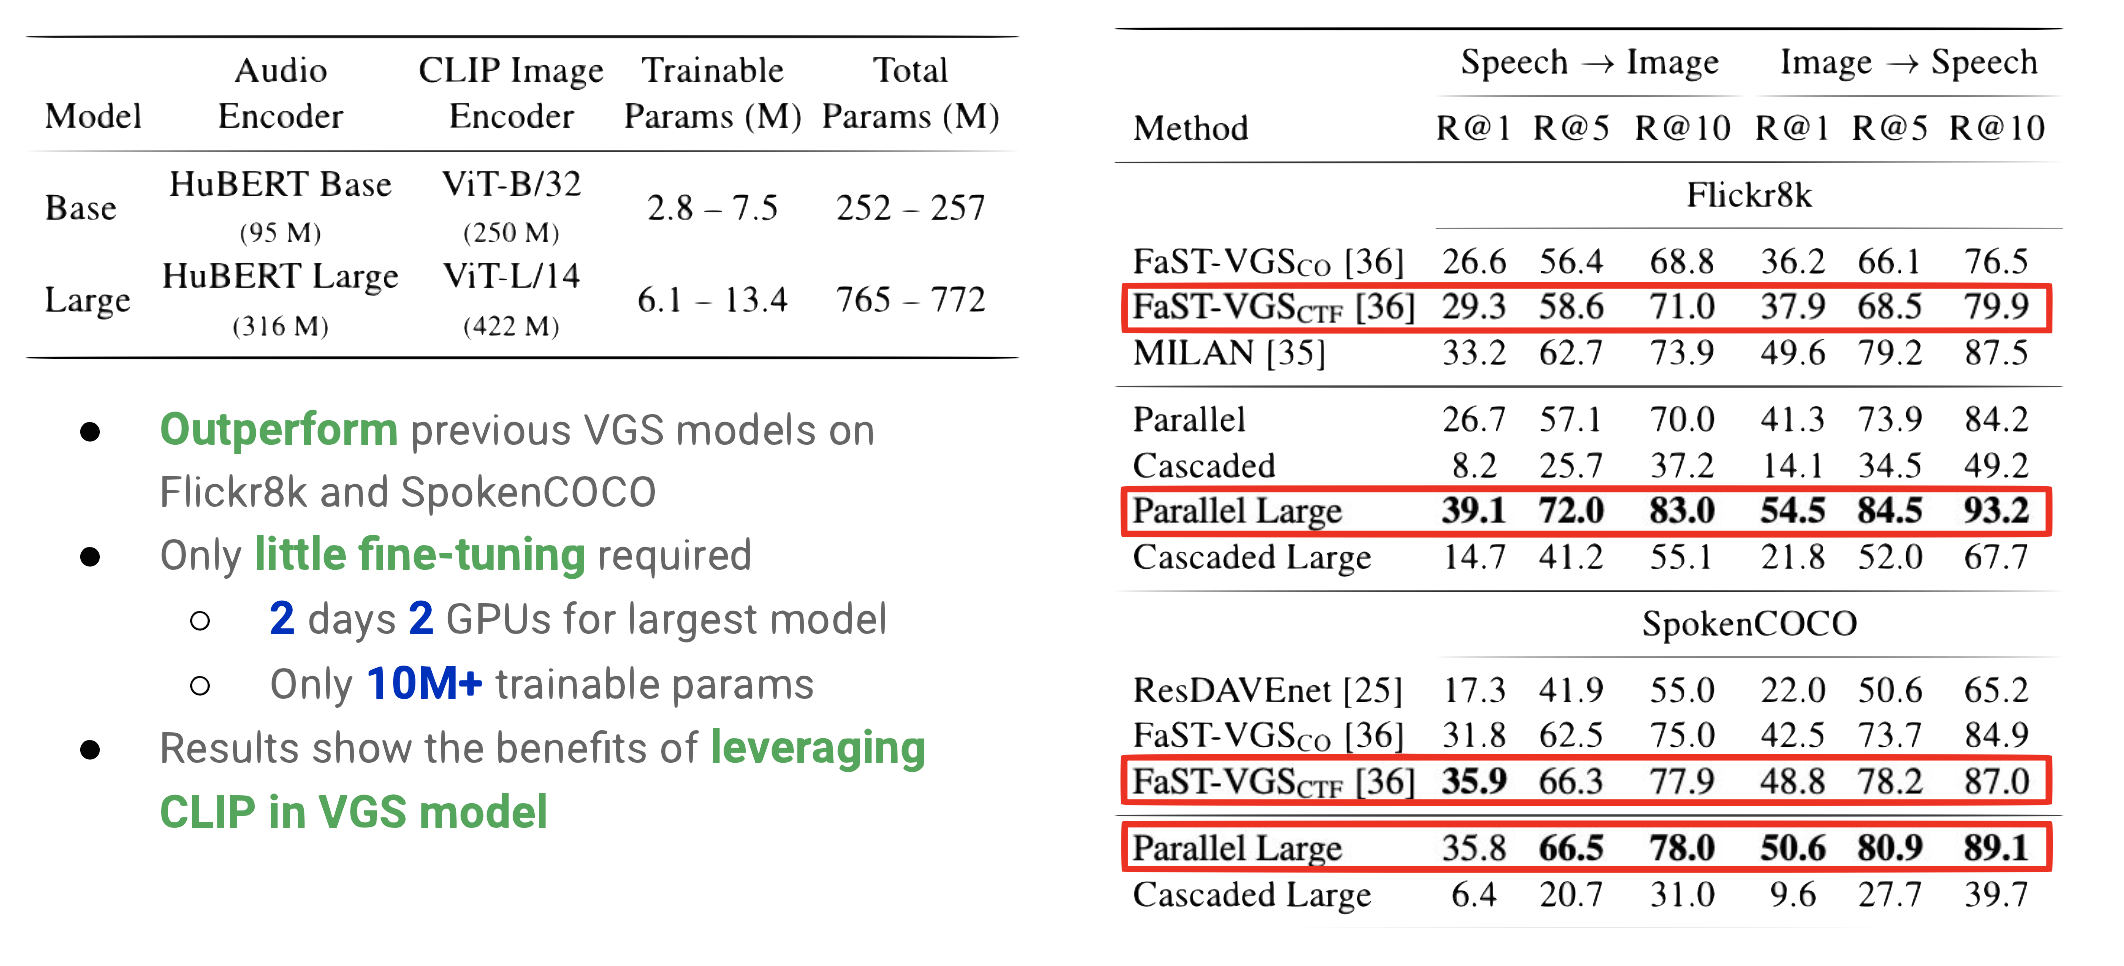 Audio CLIP Image Trainable Total
Model Encoder Encoder Params (M) Params (M)
HuBERT Base ViT-B/32
Base 2.8 – 7.5 252 – 257
(95 M) (250 M)
HuBERT Large ViT-L/14
Large 6.1 – 13.4 765 – 772
(316 M) (422 M)
● Outperform previous VGS models on
Flickr8k and SpokenCOCO
● Only little fine-tuning required
○ 2 days 2 GPUs for largest model
○ Only 10M+ trainable params
● Results show the benefits of leveraging
CLIP in VGS model
Speech → Image Image → Speech
Method R@1 R@5 R@10 R@1 R@5 R@10
Flickr8k
FaST-VGSCO [36] 26.6 56.4 68.8 36.2 66.1 76.5
FaST-VGSCTF [36] 29.3 58.6 71.0 37.9 68.5 79.9
MILAN [35] 33.2 62.7 73.9 49.6 79.2 87.5
Parallel 26.7 57.1 70.0 41.3 73.9 84.2
Cascaded 8.2 25.7 37.2 14.1 34.5 49.2
Parallel Large 39.1 72.0 83.0 54.5 84.5 93.2
Cascaded Large 14.7 41.2 55.1 21.8 52.0 67.7
SpokenCOCO
ResDAVEnet [25] 17.3 41.9 55.0 22.0 50.6 65.2
FaST-VGSCO [36] 31.8 62.5 75.0 42.5 73.7 84.9
FaST-VGSCTF [36] 35.9 66.3 77.9 48.8 78.2 87.0
Parallel Large 35.8 66.5 78.0 50.6 80.9 89.1
Cascaded Large 6.4 20.7 31.0 9.6 27.7 39.7